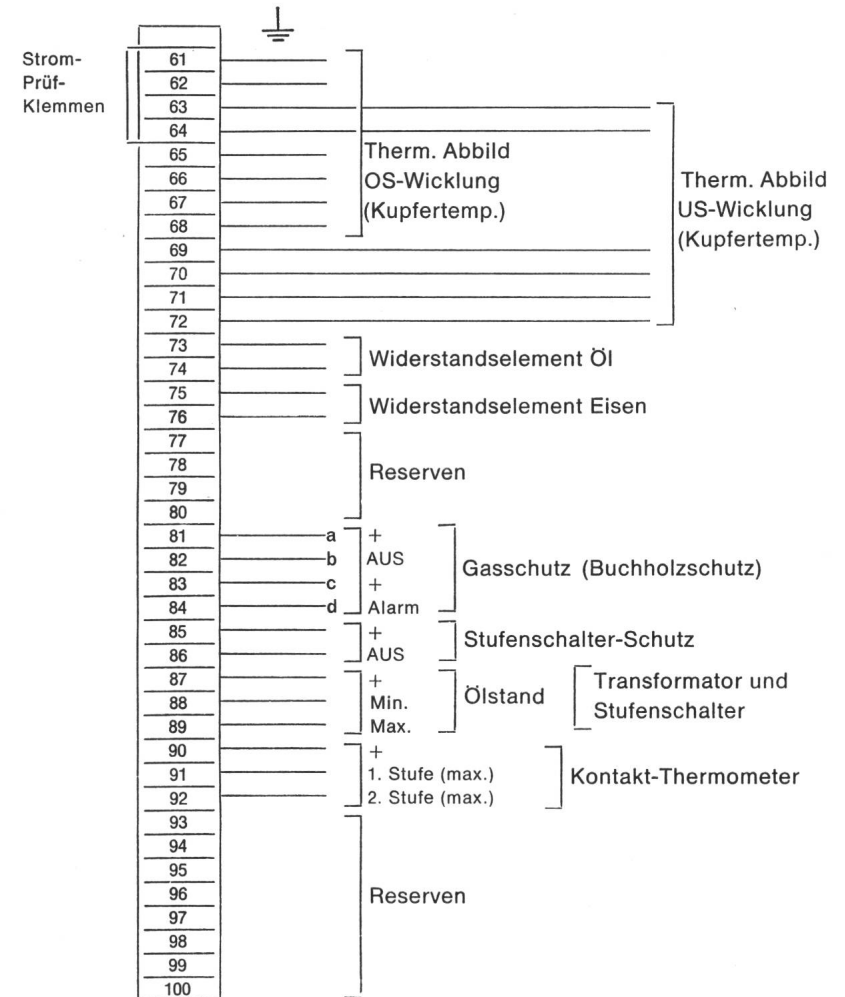 Strom-
Prüf-
Klemmen
61
62
63
64
65
66
67
68
69
70
71
72
73
74
75
76
77
78
79
80
81
82
83
84
85
86
87
88
89
90
91
92
93
94
95
96
97
98
99
100
Therm. Abbild
OS-Wicklung
(Kupfertemp.)
Therm. Abbild
US-Wicklung
(Kupfertemp.)
Widerstandselement Öl
Widerstandselement Eisen
Reserven
a +
b AUS
c +
d Alarm
Gasschutz (Buchholzschutz)
+
AUS
Stufenschalter-Schutz
+
Min.
Max.
Ölstand
Transformator und
Stufenschalter
+
1. Stufe (max.)
2. Stufe (max.)
Kontakt-Thermometer
Reserven